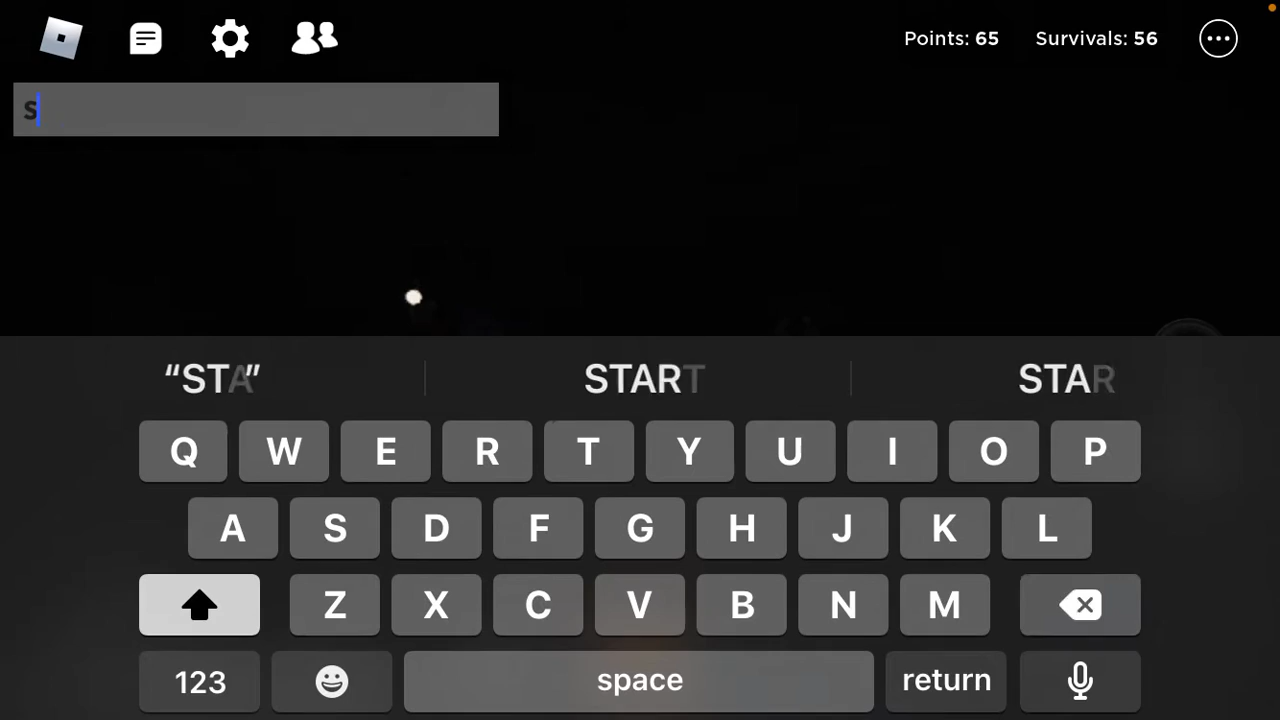 Points: 65 Survivals: 56
S
“STA” START STAR
Q W E R T Y U I O P
A S D F G H J K L
Z X C V B N M
123 space return